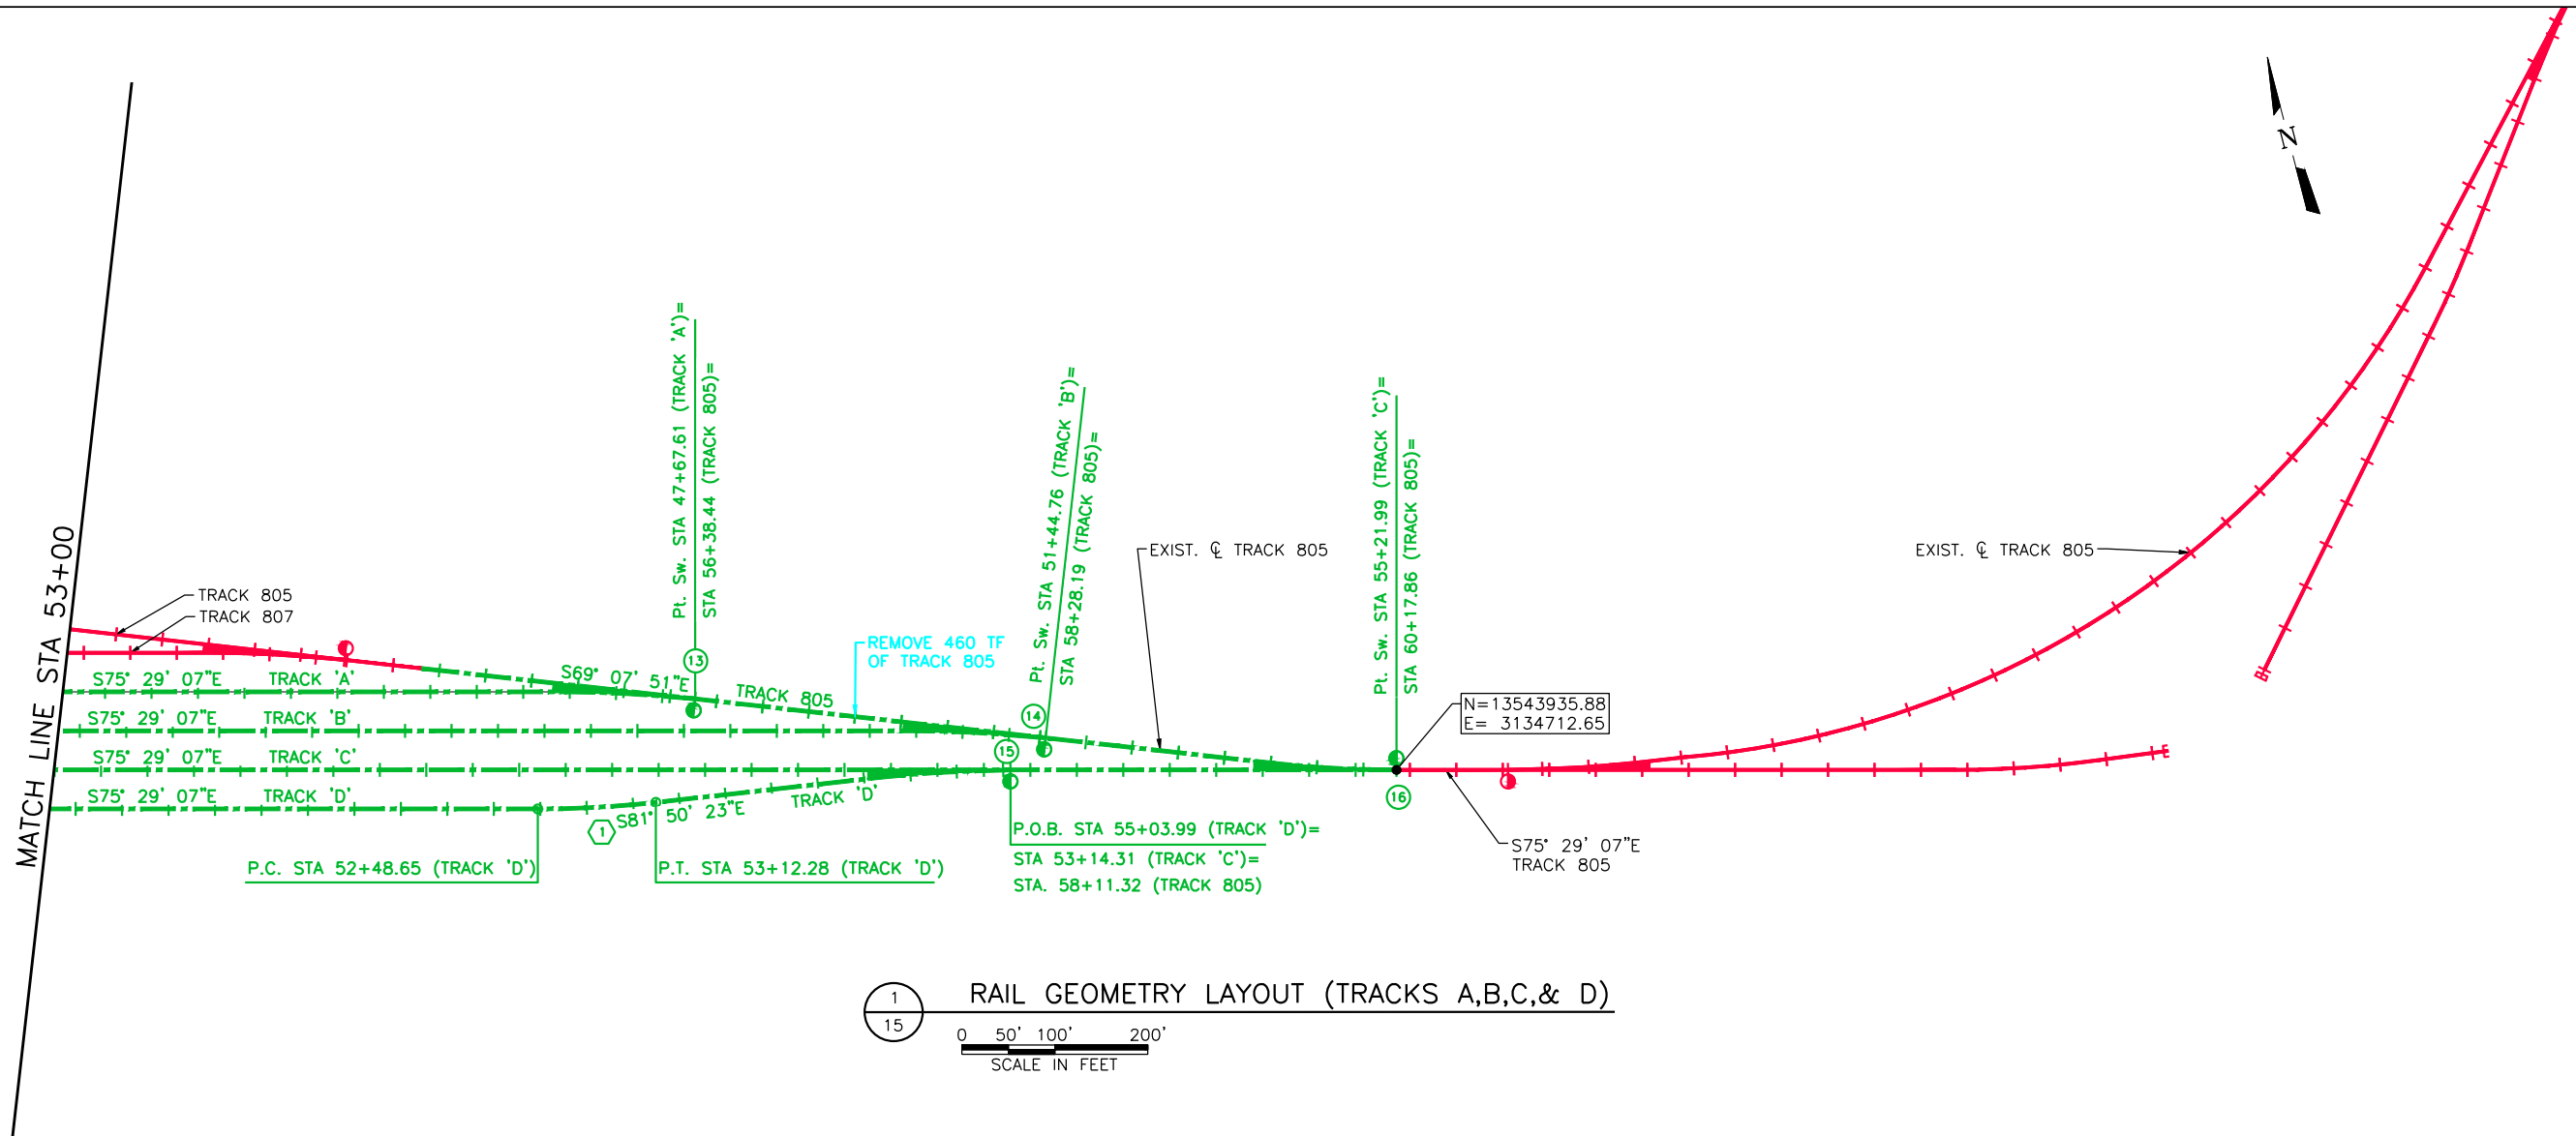 N
MATCH LINE STA 53+00
TRACK 805
TRACK 807
S75° 29' 07"E TRACK 'A'
S75° 29' 07"E TRACK 'B'
S75° 29' 07"E TRACK 'C'
S75° 29' 07"E TRACK 'D'
S69° 07' 51"E
TRACK 805
Pt. Sw. STA 47+67.61 (TRACK 'A')=
STA 56+38.44 (TRACK 805)=
13
REMOVE 460 TF
OF TRACK 805
Pt. Sw. STA 51+44.76 (TRACK 'B')=
STA 58+28.19 (TRACK 805)=
14
15
EXIST. ℄ TRACK 805
Pt. Sw. STA 55+21.99 (TRACK 'C')=
STA 60+17.86 (TRACK 805)=
16
N=13543935.88
E= 3134712.65
EXIST. ℄ TRACK 805
S75° 29' 07"E
TRACK 805
1
S81° 50' 23"E
TRACK 'D'
P.C. STA 52+48.65 (TRACK 'D')
P.T. STA 53+12.28 (TRACK 'D')
P.O.B. STA 55+03.99 (TRACK 'D')=
STA 53+14.31 (TRACK 'C')=
STA. 58+11.32 (TRACK 805)
1
15
RAIL GEOMETRY LAYOUT (TRACKS A,B,C,& D)
0 50' 100' 200'
SCALE IN FEET